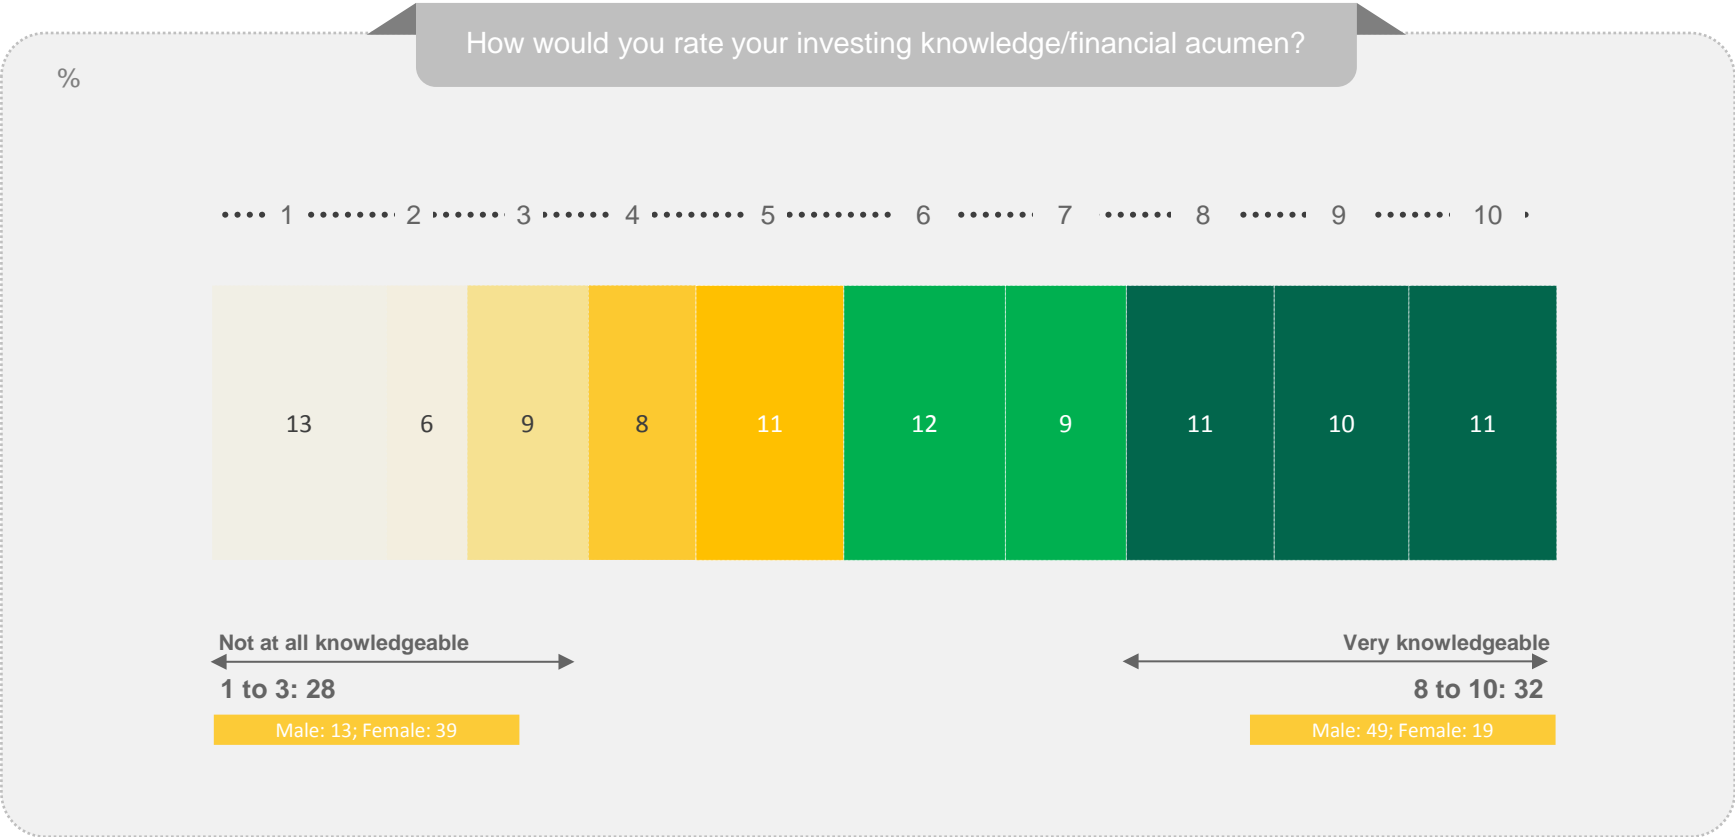 How would you rate your investing knowledge/financial acumen?
%
1 2 3 4 5 6 7 8 9 10
13 6 9 8 11 12 9 11 10 11
Not at all knowledgeable
1 to 3: 28
Male: 13; Female: 39
Very knowledgeable
8 to 10: 32
Male: 49; Female: 19